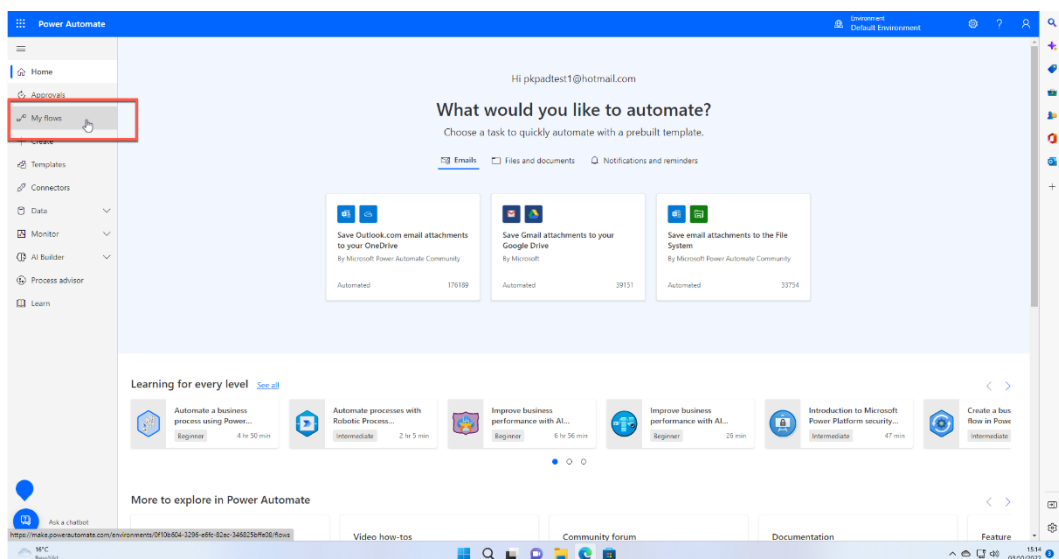 Power Automate
Environment
Default Environment
Home
Approvals
My flows
Create
Templates
Connectors
Data
Monitor
AI Builder
Process advisor
Learn
Ask a chatbot
Hi pkpadtest1@hotmail.com
What would you like to automate?
Choose a task to quickly automate with a prebuilt template.
Emails Files and documents Notifications and reminders
Save Outlook.com email attachments
to your OneDrive
By Microsoft Power Automate Community
Automated 176189
Save Gmail attachments to your
Google Drive
By Microsoft
Automated 39151
Save email attachments to the File
System
By Microsoft Power Automate Community
Automated 33754
Learning for every level See all
Automate a business
process using Power...
Beginner 4 hr 50 min
Automate processes with
Robotic Process...
Intermediate 2 hr 5 min
Improve business
performance with AI...
Beginner 6 hr 56 min
Improve business
performance with AI...
Beginner 28 min
Introduction to Microsoft
Power Platform security...
Intermediate 47 min
Create a bus
flow in Powe
Intermediate
More to explore in Power Automate
Video how-tos
Community forum
Documentation
Feature
16°C
15:14